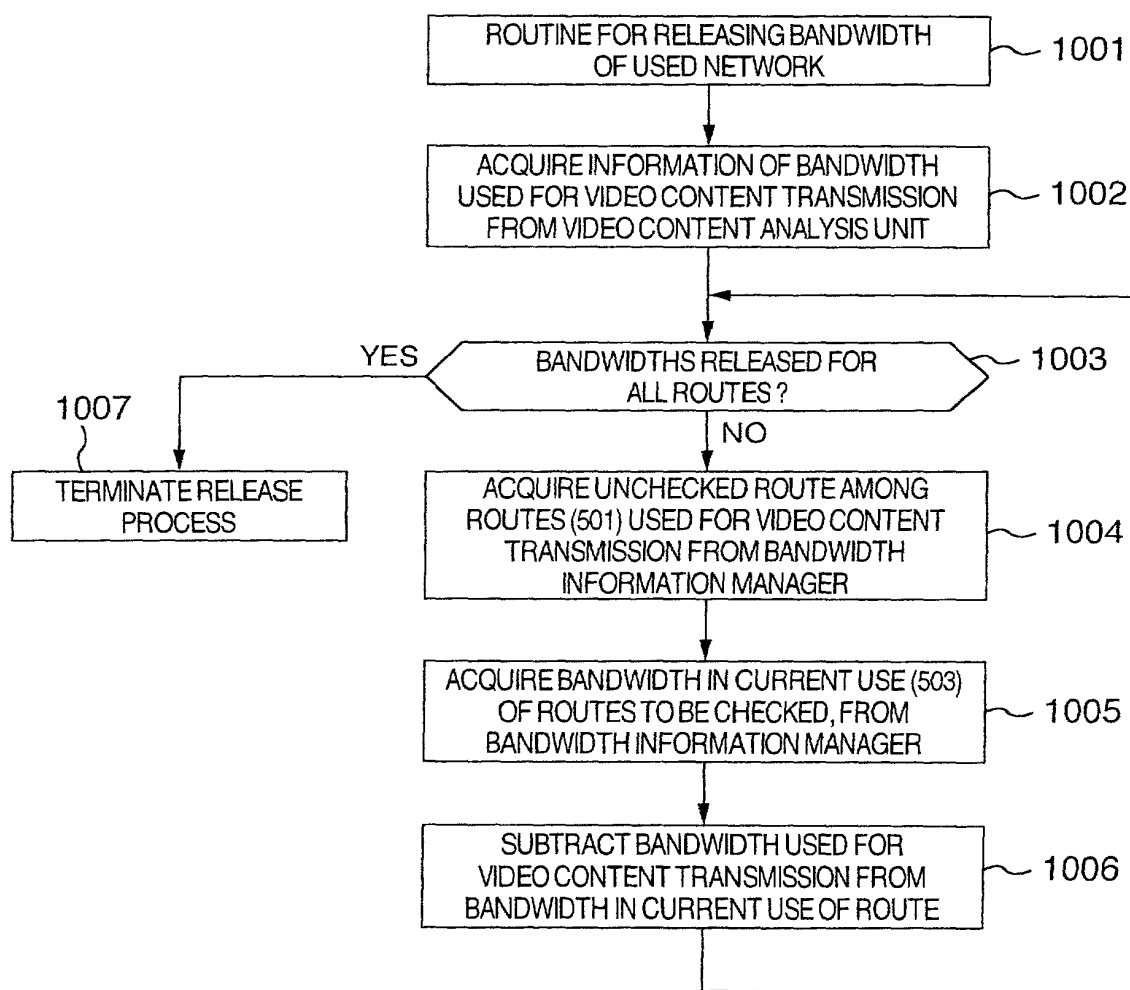 ROUTINE FOR RELEASING BANDWIDTH
OF USED NETWORK
1001
ACQUIRE INFORMATION OF BANDWIDTH
USED FOR VIDEO CONTENT TRANSMISSION
FROM VIDEO CONTENT ANALYSIS UNIT
1002
YES
BANDWIDTHS RELEASED FOR
ALL ROUTES ?
1003
1007
NO
TERMINATE RELEASE
PROCESS
ACQUIRE UNCHECKED ROUTE AMONG
ROUTES (501) USED FOR VIDEO CONTENT
TRANSMISSION FROM BANDWIDTH
INFORMATION MANAGER
1004
ACQUIRE BANDWIDTH IN CURRENT USE (503)
OF ROUTES TO BE CHECKED, FROM
BANDWIDTH INFORMATION MANAGER
1005
SUBTRACT BANDWIDTH USED FOR
VIDEO CONTENT TRANSMISSION FROM
BANDWIDTH IN CURRENT USE OF ROUTE
1006